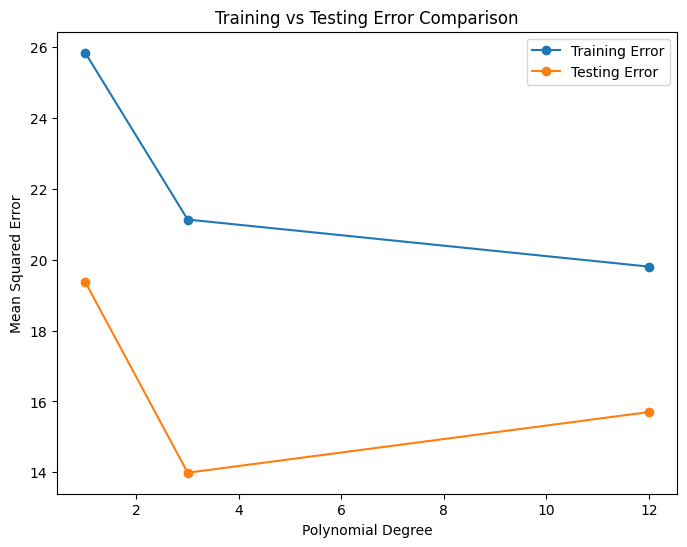 Training vs Testing Error Comparison
Training Error
Testing Error
Mean Squared Error
26
24
22
20
18
16
14
2
4
6
8
10
12
Polynomial Degree